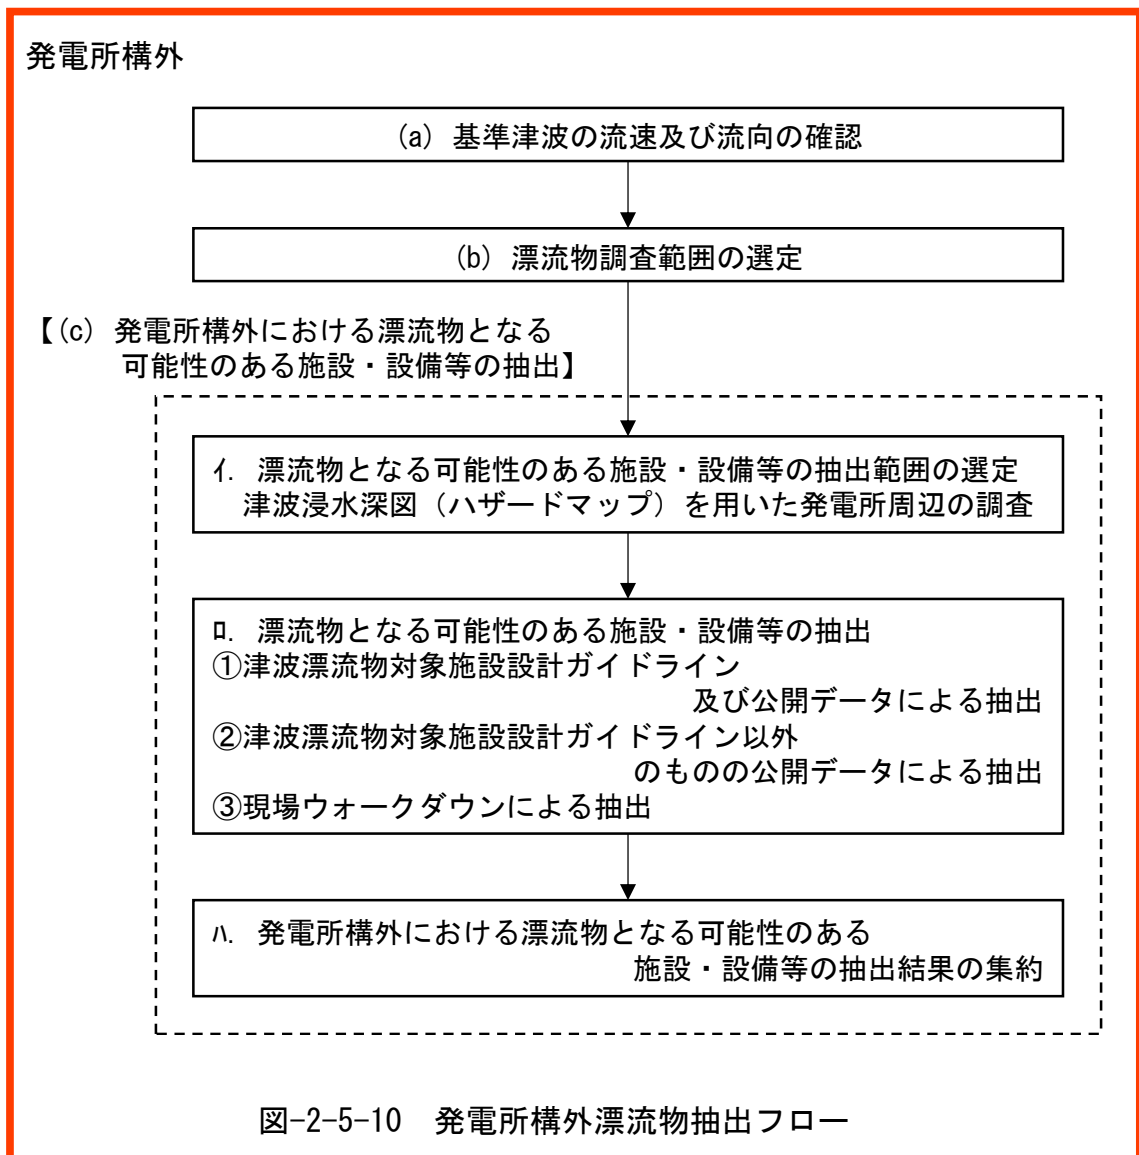 発電所構外
(a) 基準津波の流速及び流向の確認
(b) 漂流物調査範囲の選定
【(c) 発電所構外における漂流物となる
可能性のある施設・設備等の抽出】
ｲ. 漂流物となる可能性のある施設・設備等の抽出範囲の選定
津波浸水深図（ハザードマップ）を用いた発電所周辺の調査
ﾛ. 漂流物となる可能性のある施設・設備等の抽出
①津波漂流物対象施設設計ガイドライン
及び公開データによる抽出
②津波漂流物対象施設設計ガイドライン以外
のものの公開データによる抽出
③現場ウォークダウンによる抽出
ﾊ. 発電所構外における漂流物となる可能性のある
施設・設備等の抽出結果の集約
図-2-5-10　発電所構外漂流物抽出フロー